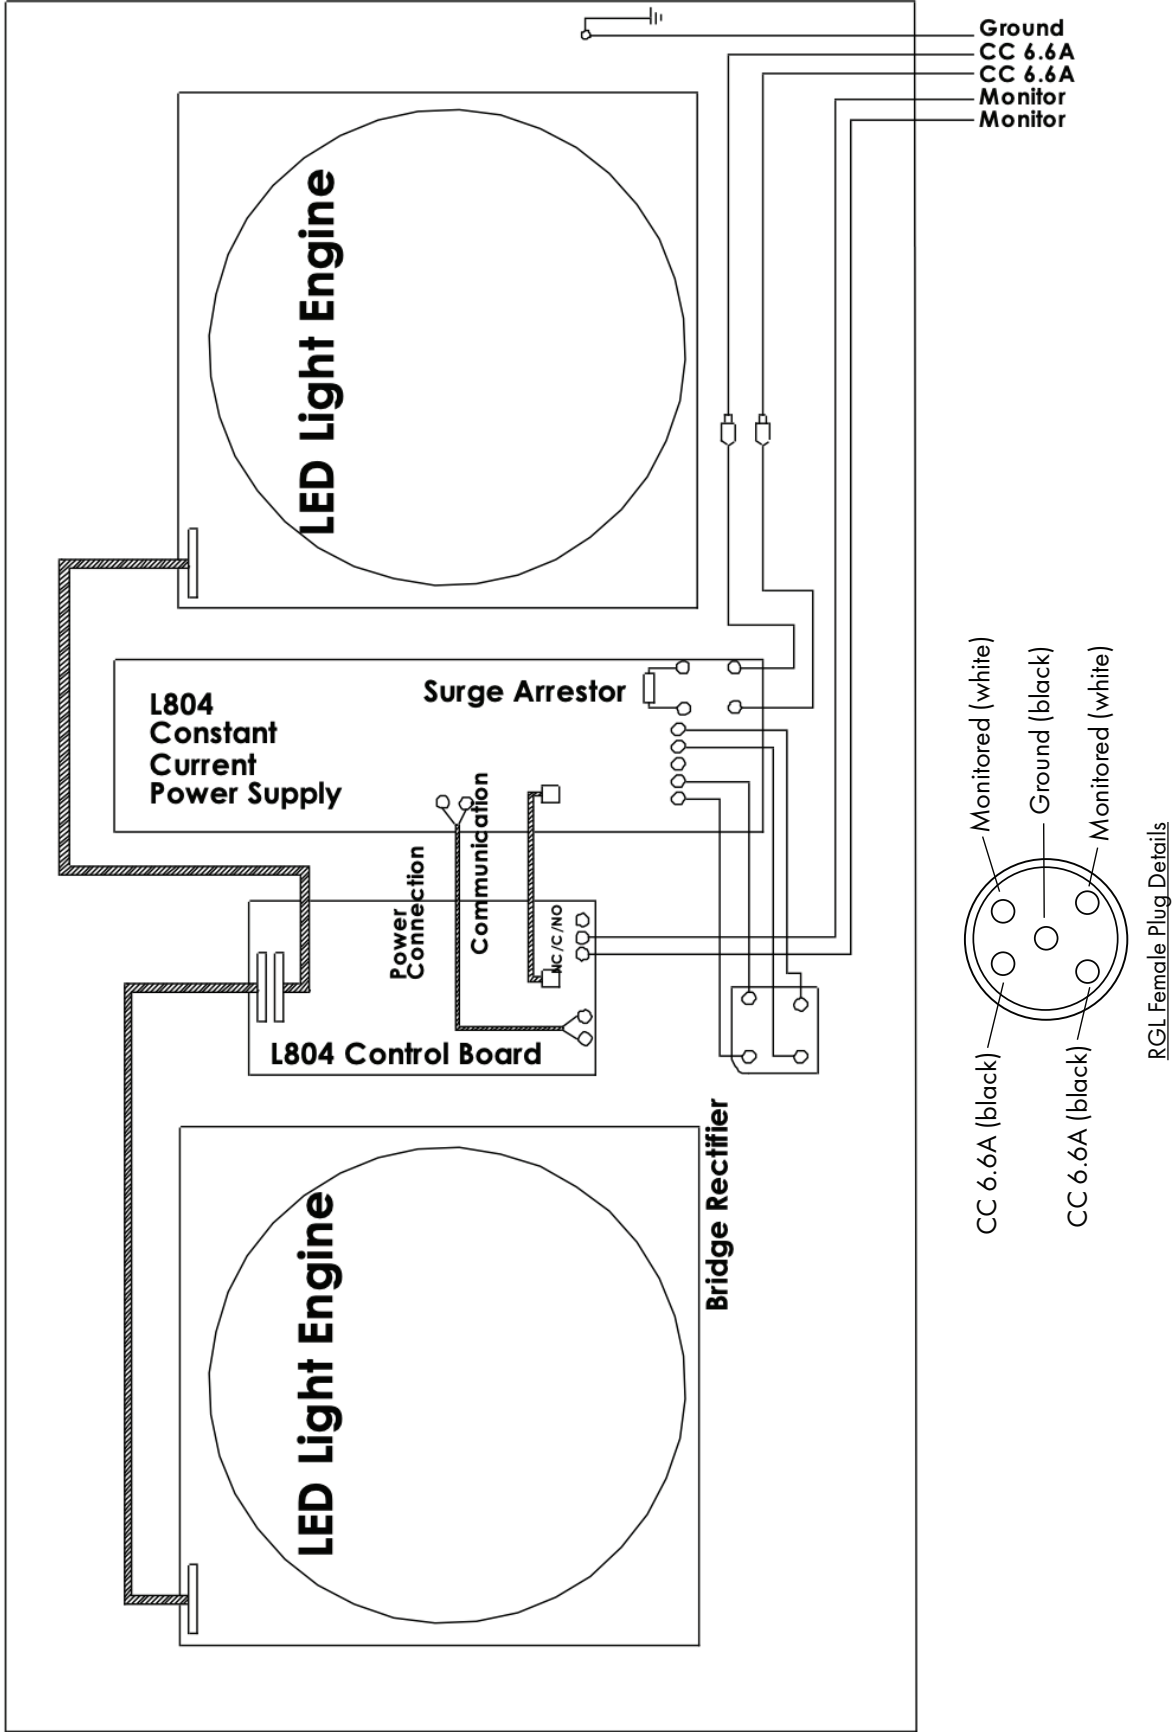 Ground
CC 6.6A
CC 6.6A
Monitor
Monitor
LED Light Engine
L804
Constant
Current
Power Supply
Surge Arrestor
Power
Connection
Communication
NC/C/NO
L804 Control Board
Bridge Rectifier
LED Light Engine
Monitored (white)
Ground (black)
Monitored (white)
CC 6.6A (black)
CC 6.6A (black)
RGL Female Plug Details